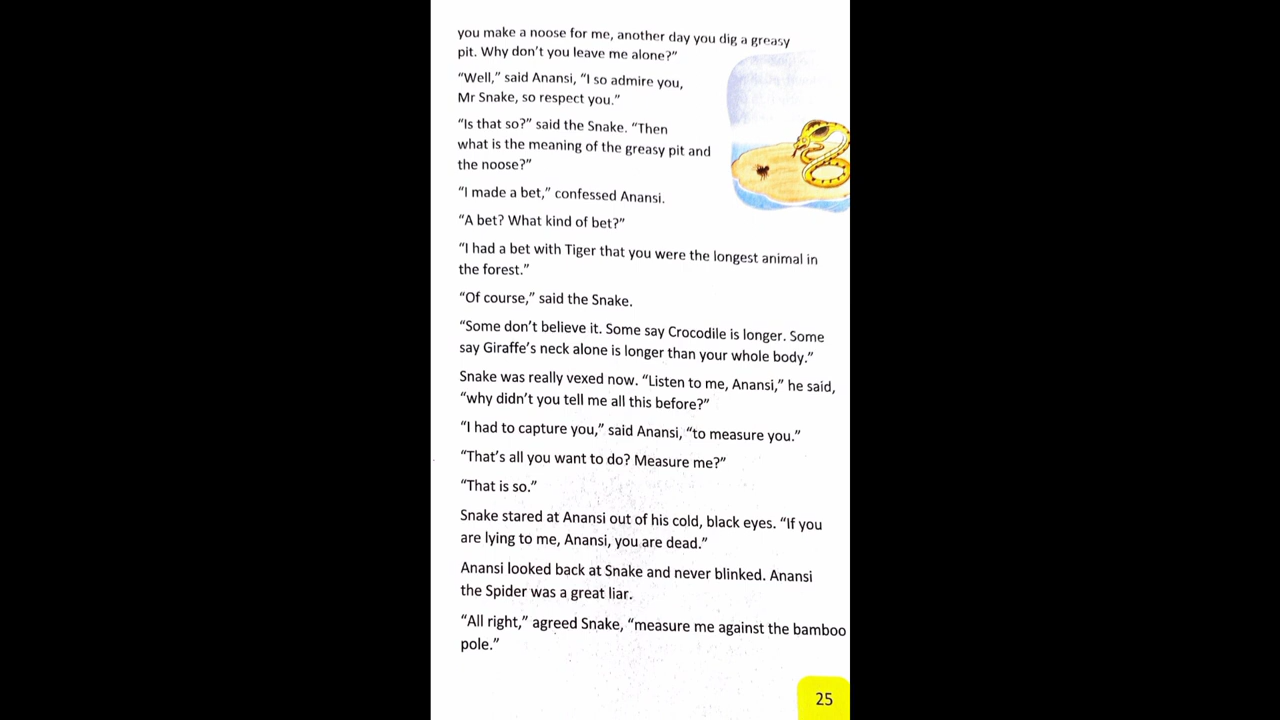 you make a noose for me, another day you dig a greasy
pit. Why don’t you leave me alone?”
“Well,” said Anansi, “I so admire you,
Mr Snake, so respect you.”
“Is that so?” said the Snake. “Then
what is the meaning of the greasy pit and
the noose?”
“I made a bet,” confessed Anansi.
“A bet? What kind of bet?”
“I had a bet with Tiger that you were the longest animal in
the forest.”
“Of course,” said the Snake.
“Some don’t believe it. Some say Crocodile is longer. Some
say Giraffe’s neck alone is longer than your whole body.”
Snake was really vexed now. “Listen to me, Anansi,” he said,
“why didn’t you tell me all this before?”
“I had to capture you,” said Anansi, “to measure you.”
“That’s all you want to do? Measure me?”
“That is so.”
Snake stared at Anansi out of his cold, black eyes. “If you
are lying to me, Anansi, you are dead.”
Anansi looked back at Snake and never blinked. Anansi
the Spider was a great liar.
“All right,” agreed Snake, “measure me against the bamboo
pole.”
25